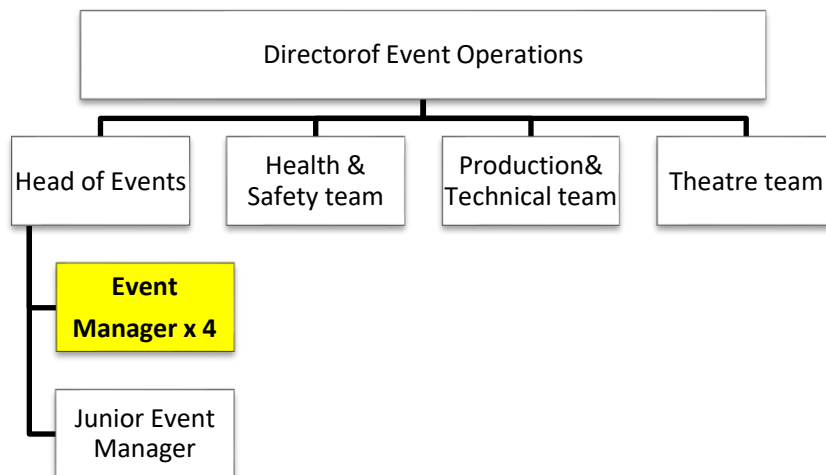 Directorof Event Operations
Head of Events
Health &
Safety team
Production&
Technical team
Theatre team
Event
Manager x 4
Junior Event
Manager